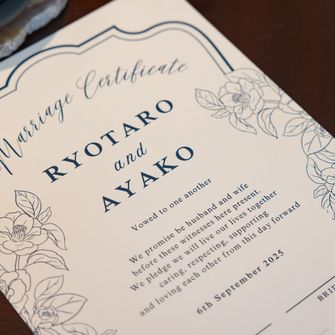 Marriage Certificate
RYOTARO
and
AYAKO
Vowed to one another
We promise be husband and wife
before these witnesses here present.
We pledge we will live our lives together
caring, respecting, supporting
and loving each other from this day forward
6th September 2025